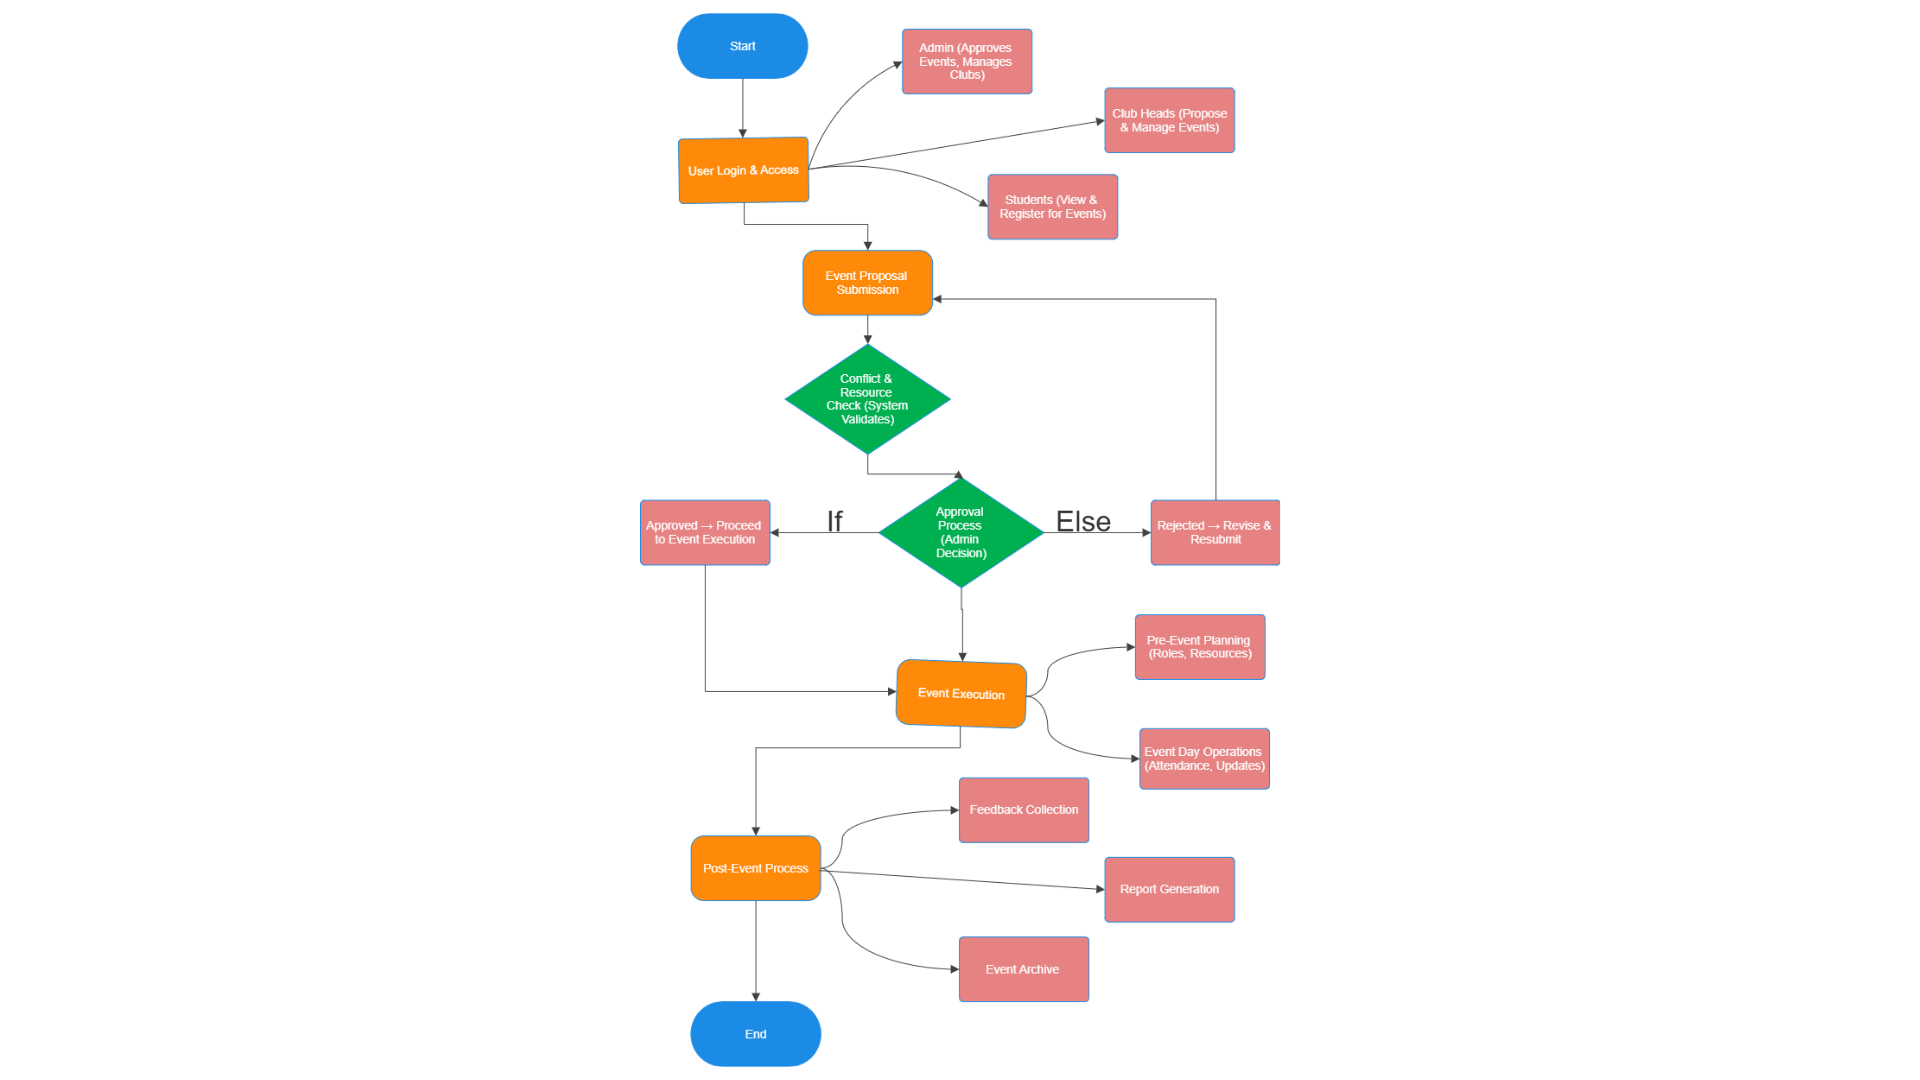 Start
Admin (Approves
Events, Manages
Clubs)
Club Heads (Propose
& Manage Events)
User Login & Access
Students (View &
Register for Events)
Event Proposal
Submission
Conflict &
Resource
Check (System
Validates)
If
Approval
Process
(Admin
Decision)
Else
Approved → Proceed
to Event Execution
Rejected → Revise &
Resubmit
Pre-Event Planning
(Roles, Resources)
Event Execution
Event Day Operations
(Attendance, Updates)
Feedback Collection
Post-Event Process
Report Generation
Event Archive
End